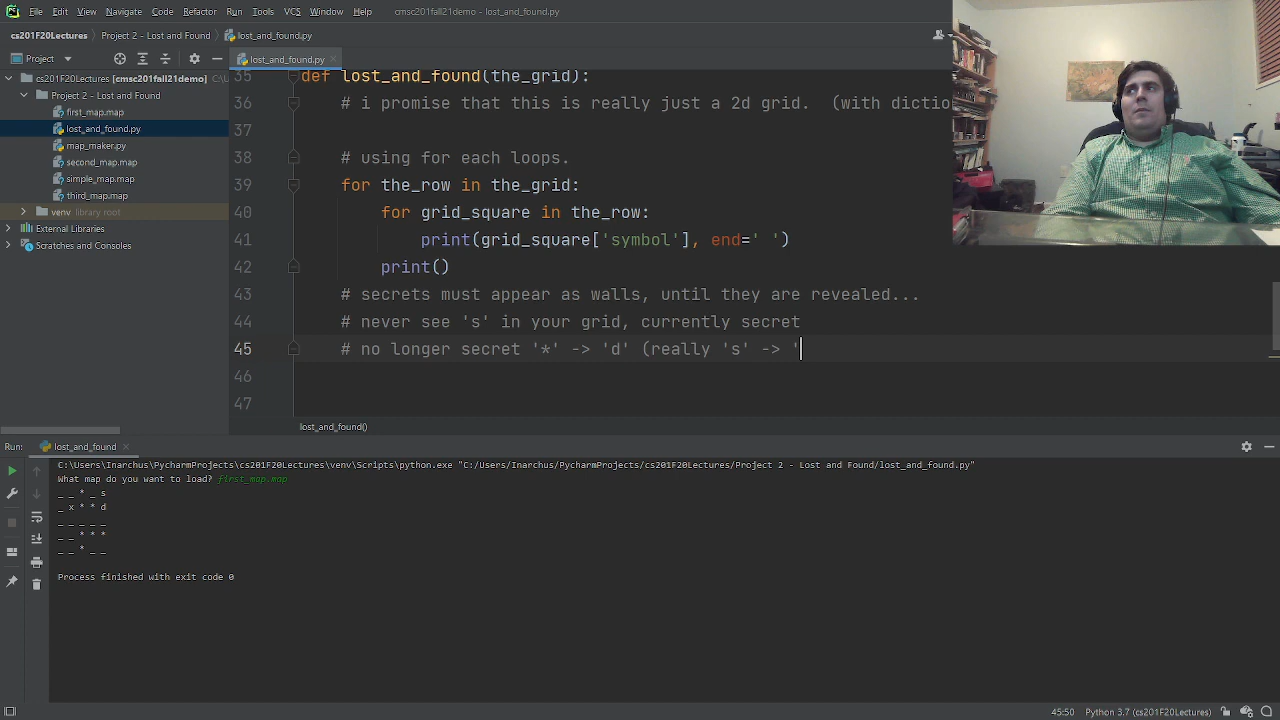 File Edit View Navigate Code Refactor Run Tools VCS Window Help cmsc201fall21demo - lost_and_found.py
cs201F20Lectures Project 2 - Lost and Found lost_and_found.py
Project lost_and_found.py
cs201F20Lectures [cmsc201fall21demo] C:\U
Project 2 - Lost and Found
first_map.map
lost_and_found.py
map_maker.py
second_map.map
simple_map.map
third_map.map
venv library root
External Libraries
Scratches and Consoles
35 def lost_and_found(the_grid):
36 # i promise that this is really just a 2d grid. (with dictio
37
38 # using for each loops.
39 for the_row in the_grid:
40 for grid_square in the_row:
41 print(grid_square['symbol'], end=' ')
42 print()
43 # secrets must appear as walls, until they are revealed...
44 # never see 's' in your grid, currently secret
45 # no longer secret '*' -> 'd' (really 's' -> '
46
47
lost_and_found()
Run: lost_and_found
C:\Users\Inarchus\PycharmProjects\cs201F20Lectures\venv\Scripts\python.exe "C:/Users/Inarchus/PycharmProjects/cs201F20Lectures/Project 2 - Lost and Found/lost_and_found.py"
What map do you want to load? first_map.map
_ _ * _ s
_ x * * d
_ _ _ _ _
_ _ * * *
_ _ * _ _
Process finished with exit code 0
45:50 Python 3.7 (cs201F20Lectures)